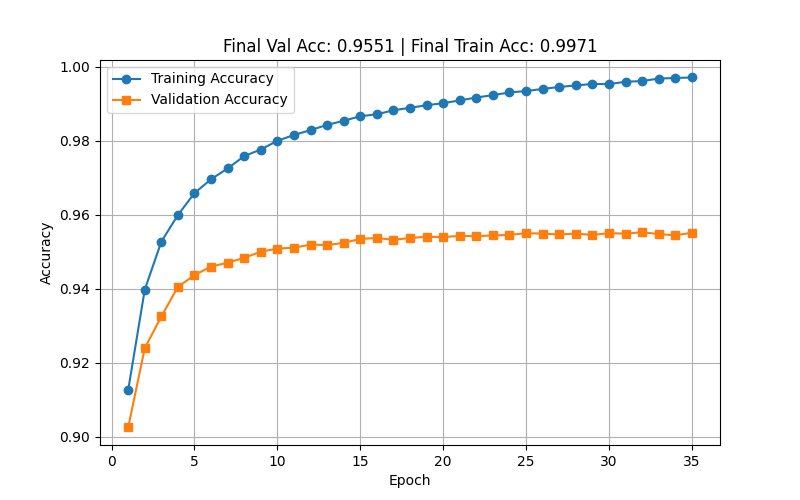 Final Val Acc: 0.9551 | Final Train Acc: 0.9971
1.00
Training Accuracy
Validation Accuracy
0.98
0.96
Accuracy
0.94
0.92
0.90
0 5 10 15 20 25 30 35
Epoch